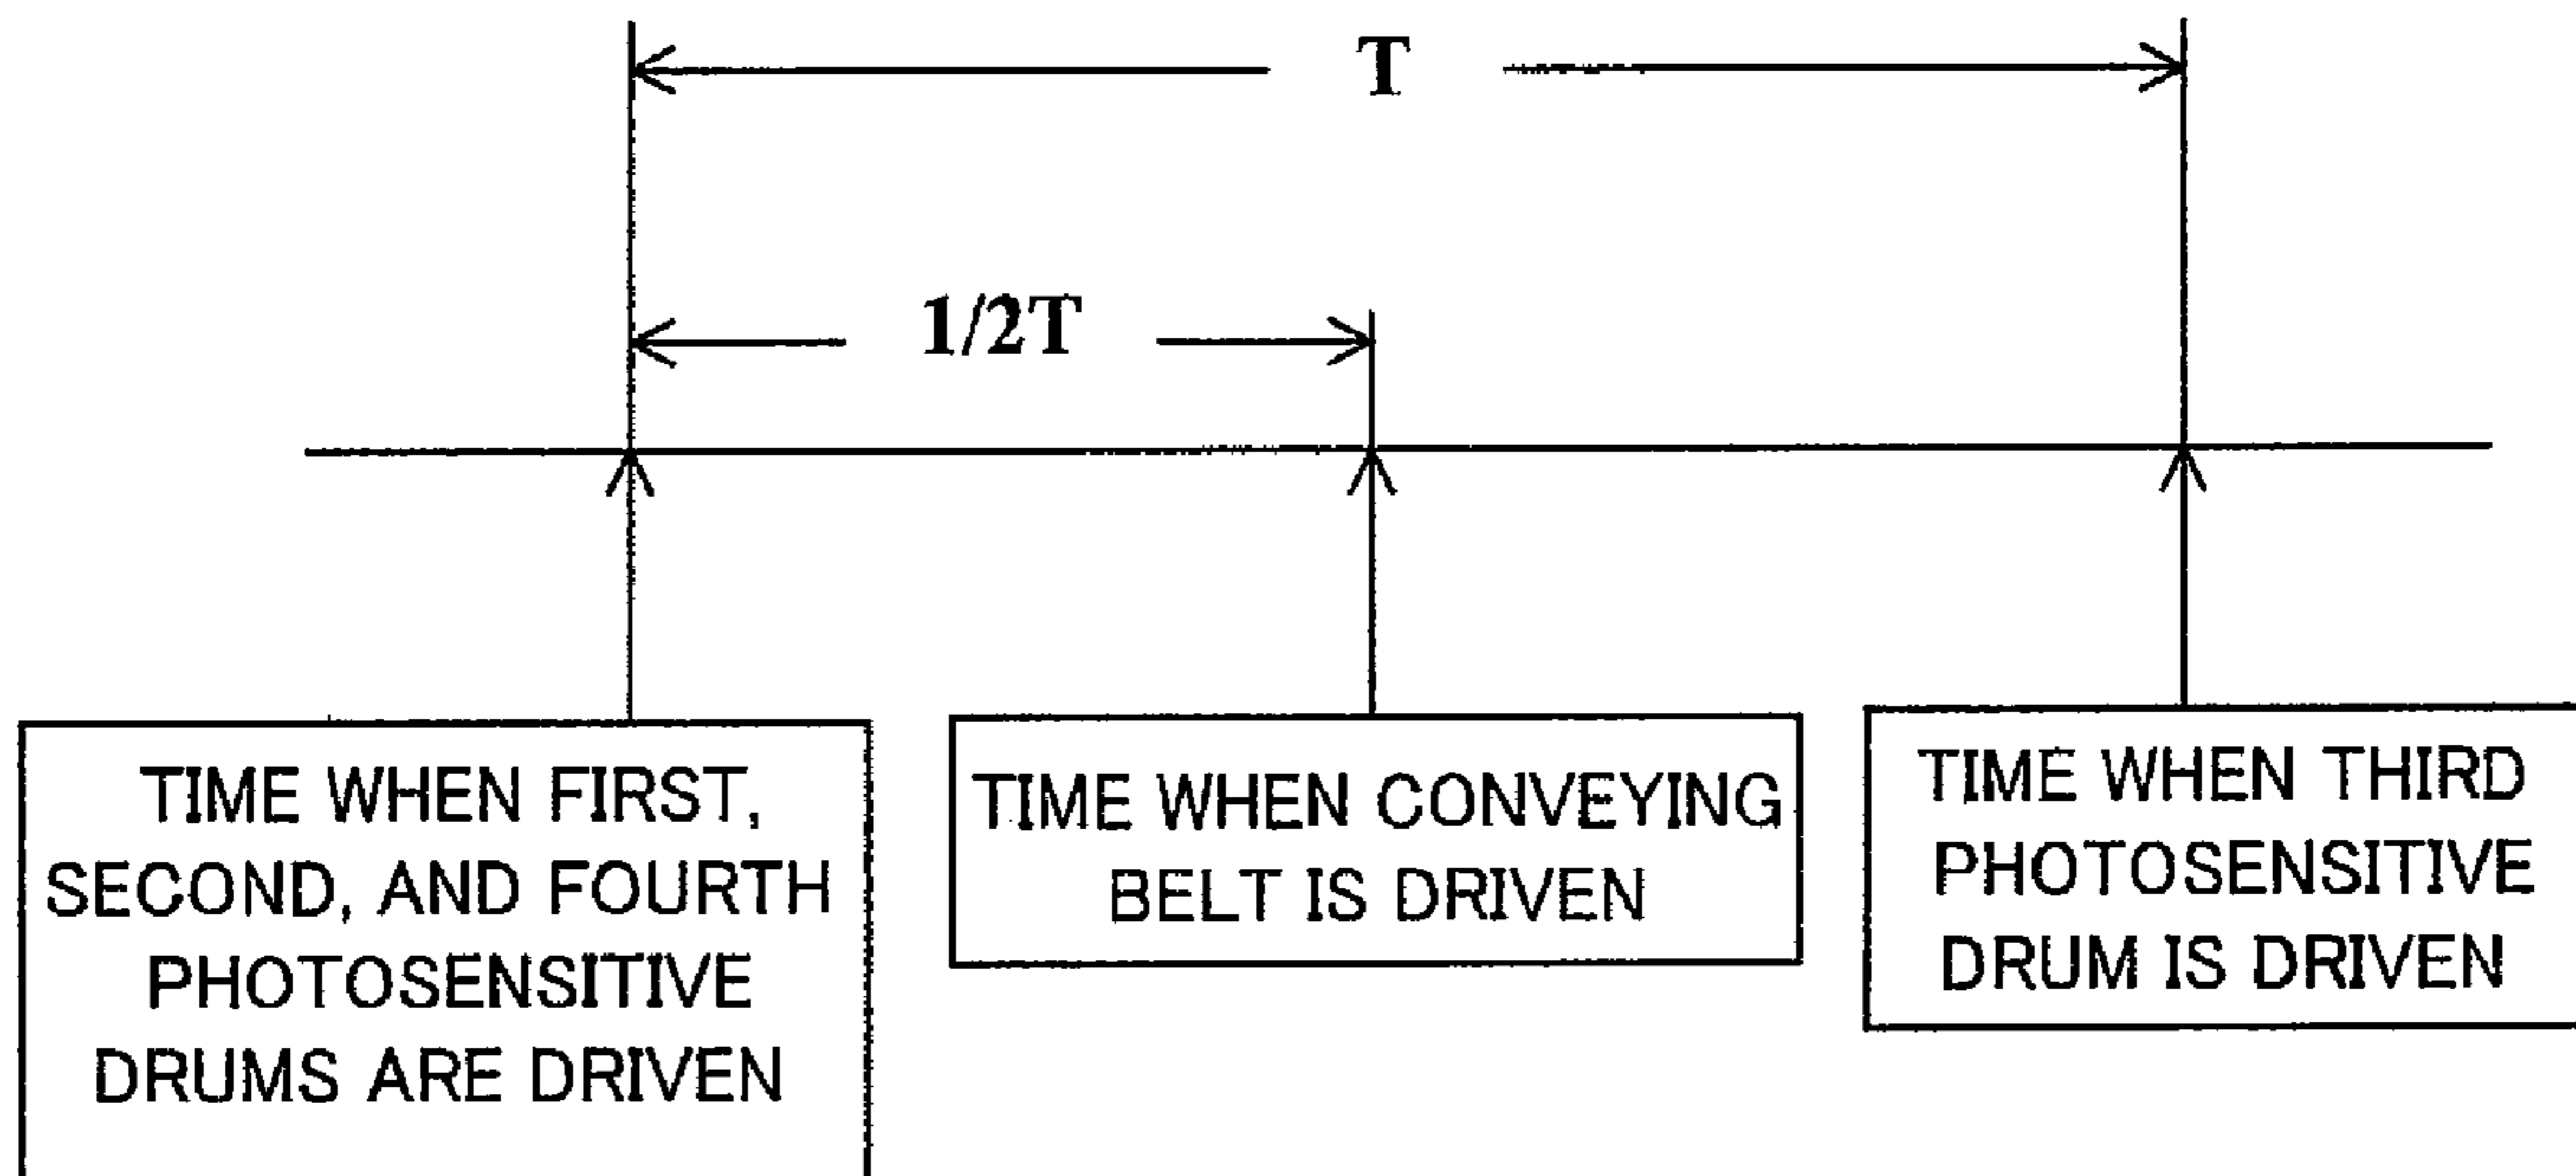 T
1/2T
TIME WHEN FIRST,
SECOND, AND FOURTH
PHOTOSENSITIVE
DRUMS ARE DRIVEN
TIME WHEN CONVEYING
BELT IS DRIVEN
TIME WHEN THIRD
PHOTOSENSITIVE
DRUM IS DRIVEN